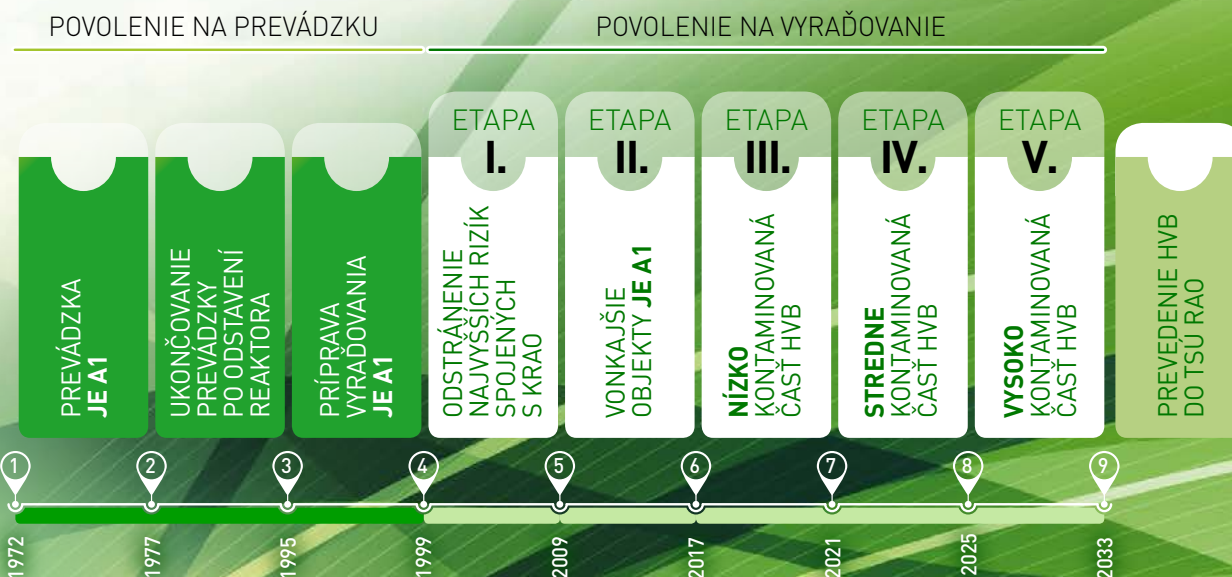 POVOLENIE NA PREVÁDZKU
POVOLENIE NA VYRAĎOVANIE
PREVÁDZKA
JE A1
UKONČOVANIE
PREVÁDZKY
PO ODSTAVENÍ
REAKTORA
PRÍPRAVA
VYRAĎOVANIA
JE A1
ETAPA
I.
ODSTRÁNENIE
NAJVYŠŠÍCH RIZÍK
SPOJENÝCH
S KRAO
ETAPA
II.
VONKAJŠIE
OBJEKTY JE A1
ETAPA
III.
NÍZKO
KONTAMINOVANÁ
ČASŤ HVB
ETAPA
IV.
STREDNE
KONTAMINOVANÁ
ČASŤ HVB
ETAPA
V.
VYSOKO
KONTAMINOVANÁ
ČASŤ HVB
PREVEDENIE HVB
DO TSÚ RAO
1
2
3
4
5
6
7
8
9
1972
1977
1995
1999
2009
2017
2021
2025
2033